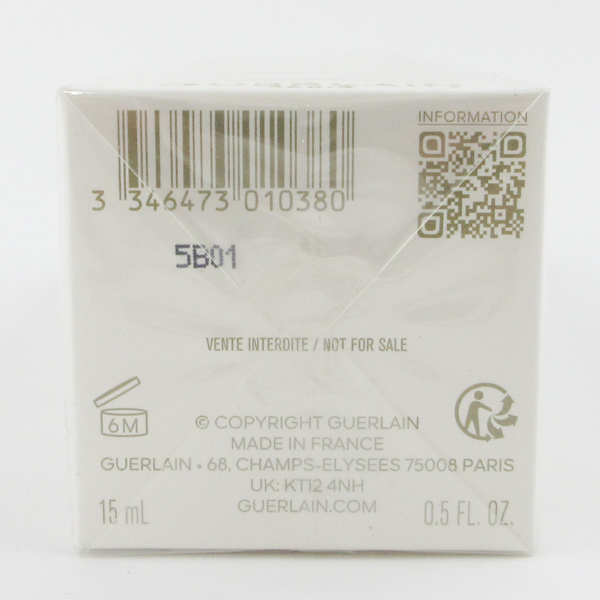 INFORMATION
3 346473 010380
5B01
VENTE INTERDITE / NOT FOR SALE
6M
© COPYRIGHT GUERLAIN
MADE IN FRANCE
GUERLAIN • 68, CHAMPS-ELYSEES 75008 PARIS
UK: KT12 4NH
GUERLAIN.COM
15 mL
0.5 FL. OZ.